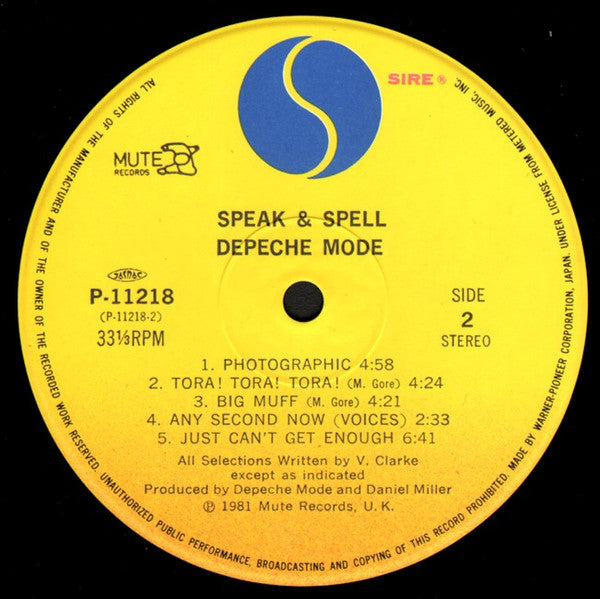 SIRE®
MUTE
RECORDS
SPEAK & SPELL
DEPECHE MODE
JASRAC
P-11218
(P-11218-2)
33⅓RPM
SIDE
2
STEREO
1. PHOTOGRAPHIC 4:58
2. TORA! TORA! TORA! (M. Gore) 4:24
3. BIG MUFF (M. Gore) 4:21
4. ANY SECOND NOW (VOICES) 2:33
5. JUST CAN'T GET ENOUGH 6:41
All Selections Written by V. Clarke
except as indicated
Produced by Depeche Mode and Daniel Miller
℗ 1981 Mute Records, U. K.
ALL RIGHTS OF THE MANUFACTURER AND OF THE OWNER OF THE RECORDED WORK RESERVED. UNAUTHORIZED PUBLIC PERFORMANCE, BROADCASTING AND COPYING OF THIS RECORD PROHIBITED. MADE BY WARNER-PIONEER CORPORATION, JAPAN. UNDER LICENSE FROM METERED MUSIC, INC.